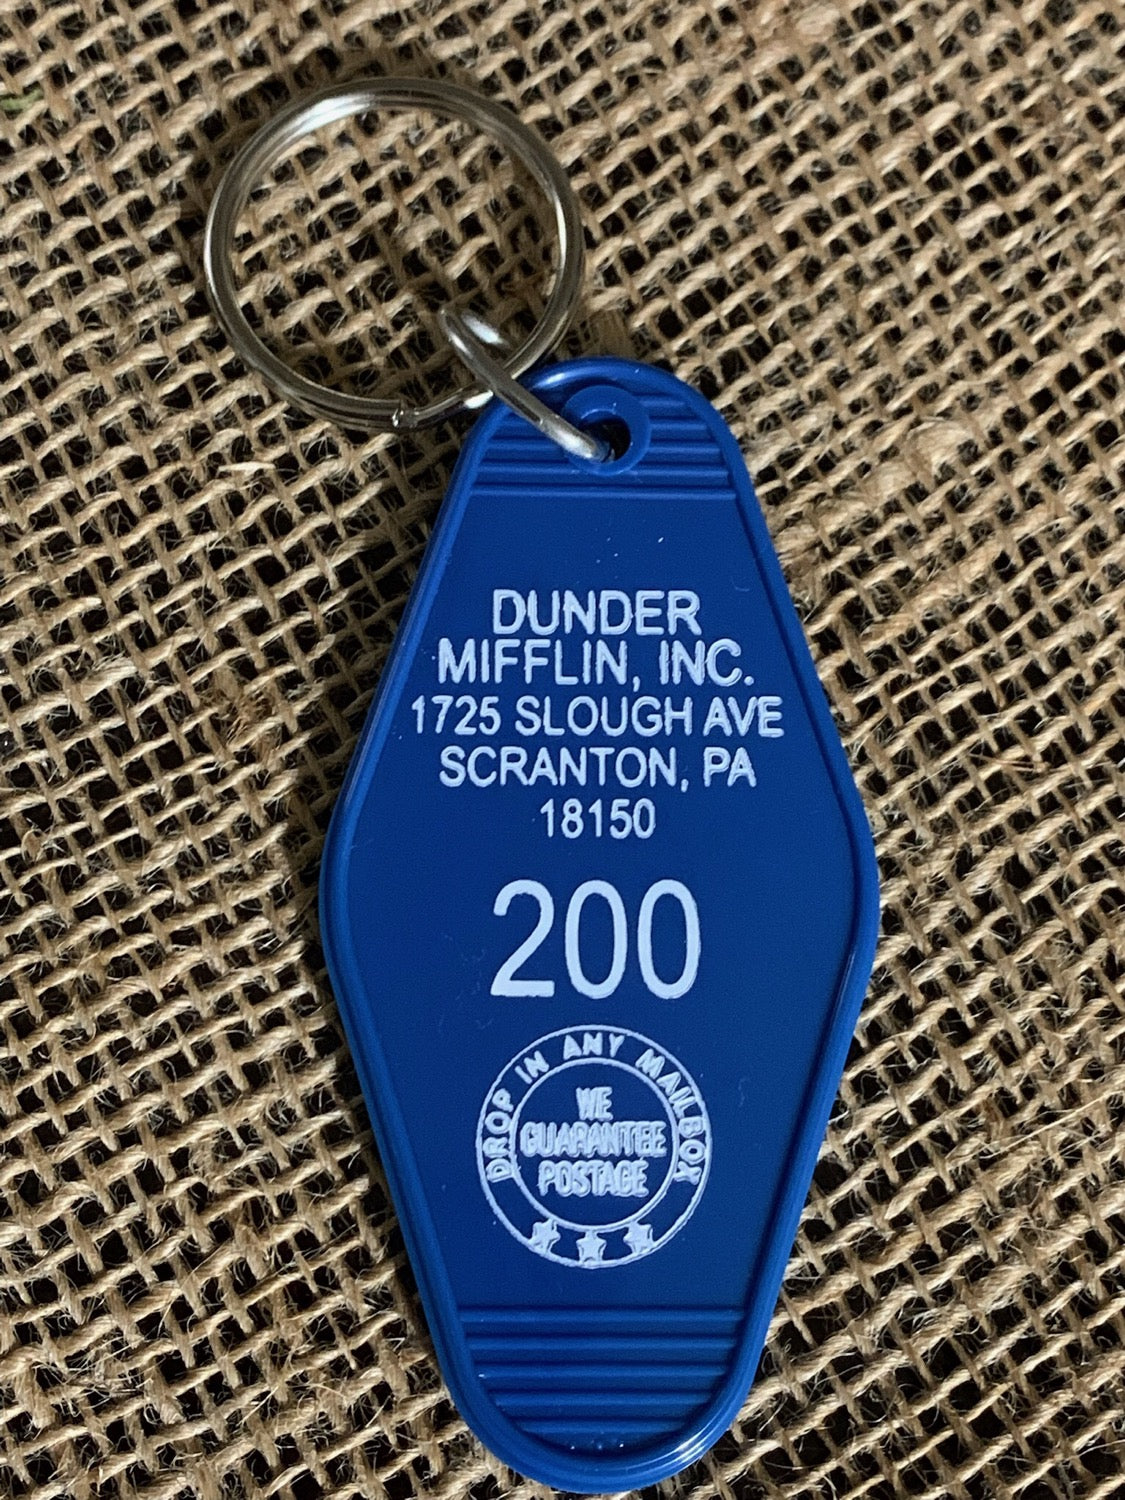 DUNDER
MIFFLIN, INC.
1725 SLOUGH AVE
SCRANTON, PA
18150
200
DROP IN ANY MAILBOX
WE
GUARANTEE
POSTAGE